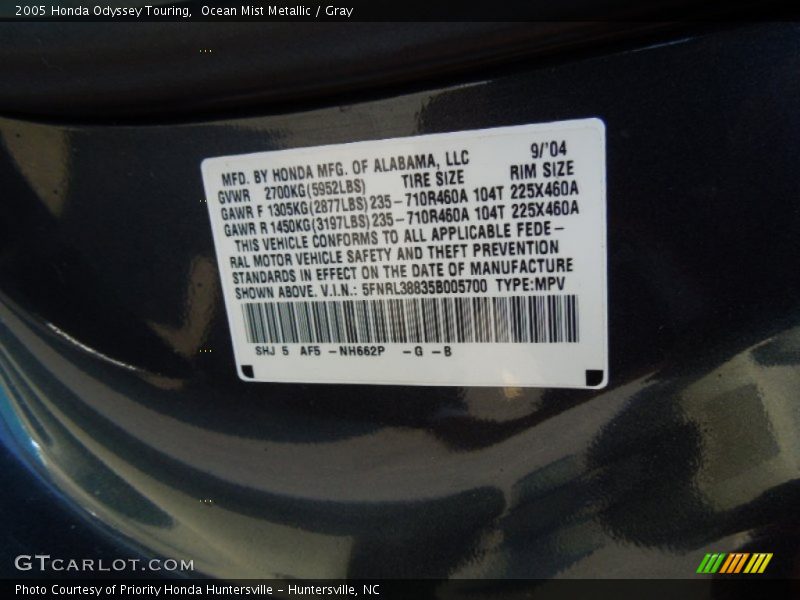 2005 Honda Odyssey Touring,  Ocean Mist Metallic / Gray
MFD. BY HONDA MFG. OF ALABAMA, LLC 9/'04
GVWR 2700KG(5952LBS) TIRE SIZE RIM SIZE
GAWR F 1305KG(2877LBS) 235-710R460A 104T 225X460A
GAWR R 1450KG(3197LBS) 235-710R460A 104T 225X460A
THIS VEHICLE CONFORMS TO ALL APPLICABLE FEDE-
RAL MOTOR VEHICLE SAFETY AND THEFT PREVENTION
STANDARDS IN EFFECT ON THE DATE OF MANUFACTURE
SHOWN ABOVE. V.I.N.: 5FNRL38835B005700 TYPE:MPV
SHJ 5 AF5 -NH662P -G -B
GTCARLOT.COM
Photo Courtesy of Priority Honda Huntersville - Huntersville, NC